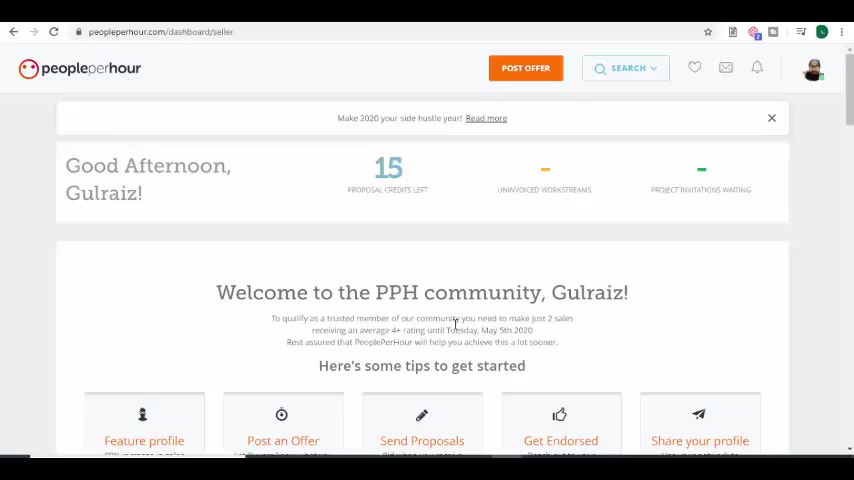 peopleperhour.com/dashboard/seller
peopleperhour
POST OFFER
SEARCH
Make 2020 your side hustle year! Read more
Good Afternoon,
Gulraiz!
15
PROPOSAL CREDITS LEFT
-
UNINVOICED WORKSTREAMS
-
PROJECT INVITATIONS WAITING
Welcome to the PPH community, Gulraiz!
To qualify as a trusted member of our community you need to make just 2 sales
receiving an average 4+ rating until Tuesday, May 5th 2020
Rest assured that PeoplePerHour will help you achieve this a lot sooner.
Here's some tips to get started
Feature profile
Post an Offer
Send Proposals
Get Endorsed
Share your profile